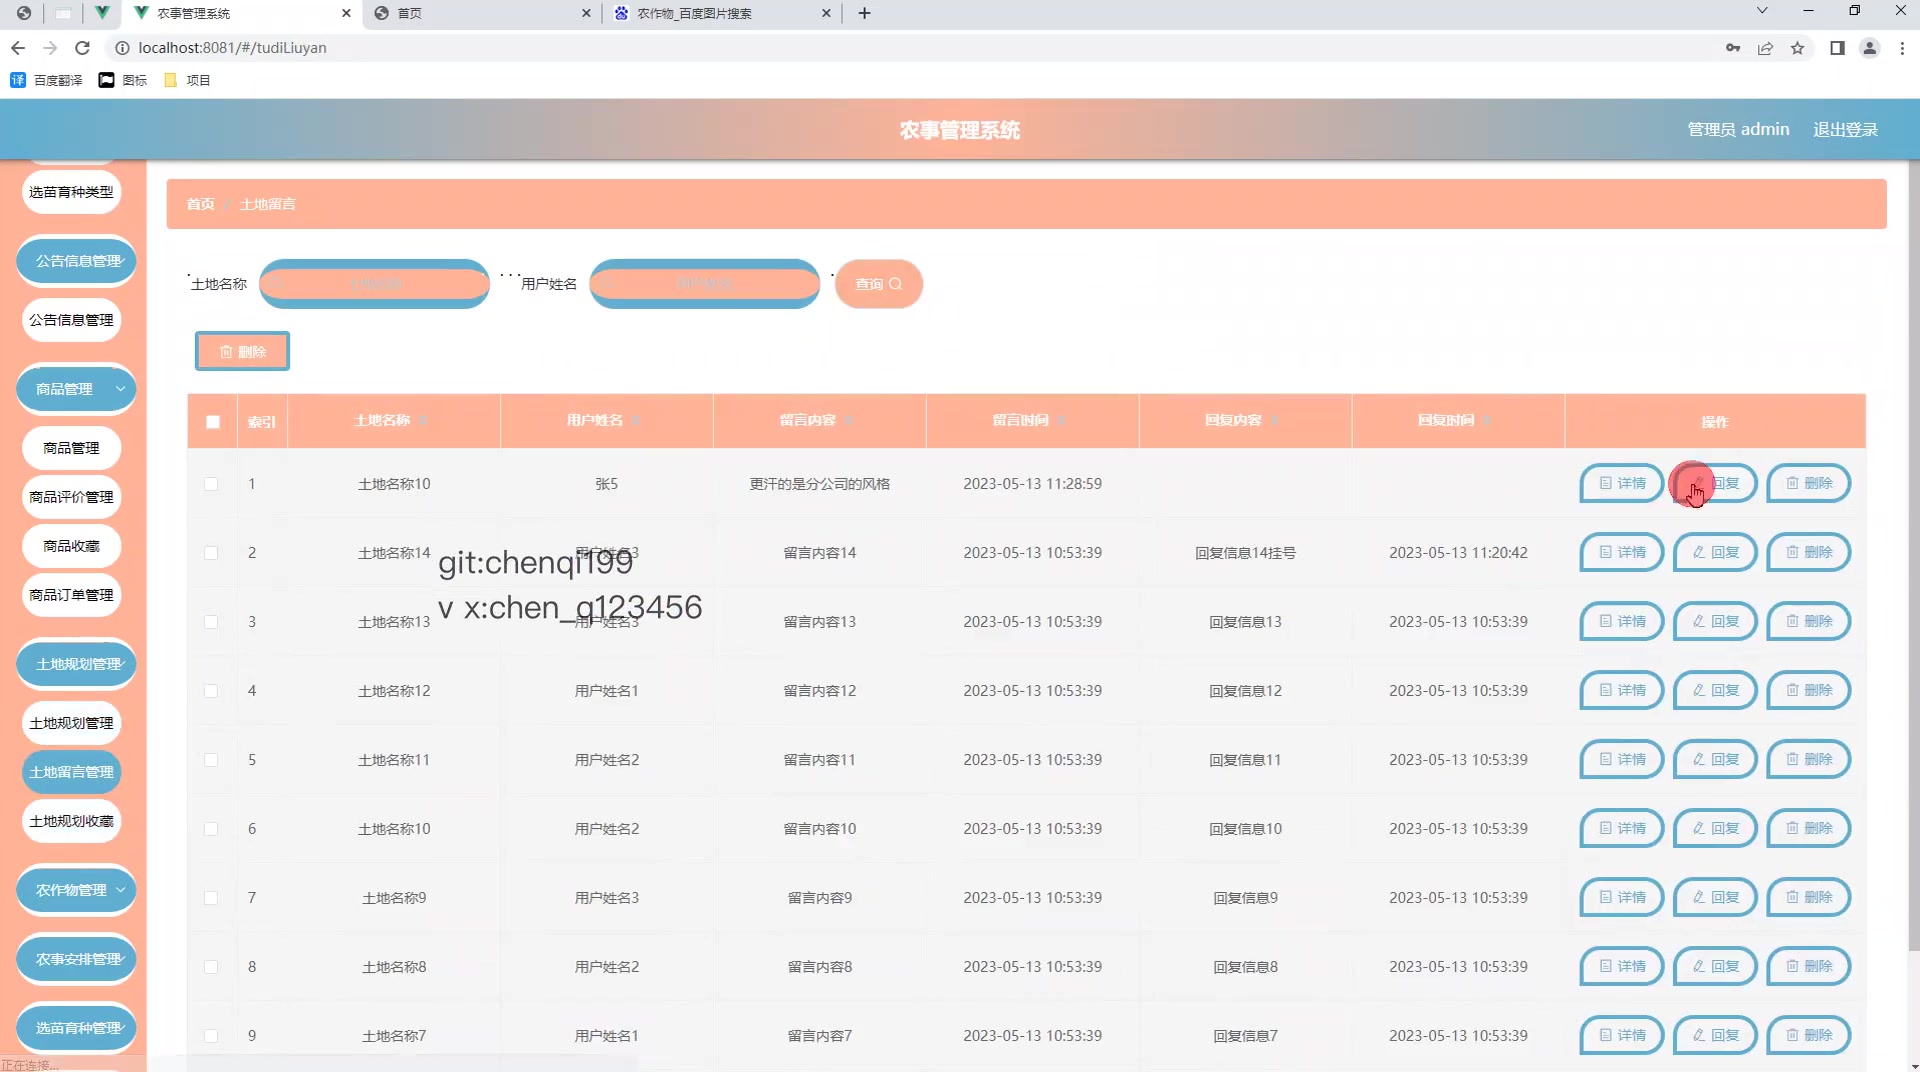 农事管理系统
首页
农作物_百度图片搜索
localhost:8081/#/tudiLiuyan
百度翻译
图标
项目
农事管理系统
管理员 admin
退出登录
选苗育种类型
公告信息管理
公告信息管理
商品管理
商品管理
商品评价管理
商品收藏
商品订单管理
土地规划管理
土地规划管理
土地留言管理
土地规划收藏
农作物管理
农事安排管理
选苗育种管理
正在连接...
首页 / 土地留言
土地名称
土地名称
用户姓名
用户姓名
查询
删除
索引 土地名称 用户姓名 留言内容 留言时间 回复内容 回复时间 操作
1 土地名称10 张5 更汗的是分公司的风格 2023-05-13 11:28:59 详情 回复 删除
2 土地名称14 用户姓名3 留言内容14 2023-05-13 10:53:39 回复信息14挂号 2023-05-13 11:20:42 详情 回复 删除
git:chenqi199
3 土地名称13 用户姓名3 留言内容13 2023-05-13 10:53:39 回复信息13 2023-05-13 10:53:39 详情 回复 删除
v x:chen_q123456
4 土地名称12 用户姓名1 留言内容12 2023-05-13 10:53:39 回复信息12 2023-05-13 10:53:39 详情 回复 删除
5 土地名称11 用户姓名2 留言内容11 2023-05-13 10:53:39 回复信息11 2023-05-13 10:53:39 详情 回复 删除
6 土地名称10 用户姓名2 留言内容10 2023-05-13 10:53:39 回复信息10 2023-05-13 10:53:39 详情 回复 删除
7 土地名称9 用户姓名3 留言内容9 2023-05-13 10:53:39 回复信息9 2023-05-13 10:53:39 详情 回复 删除
8 土地名称8 用户姓名2 留言内容8 2023-05-13 10:53:39 回复信息8 2023-05-13 10:53:39 详情 回复 删除
9 土地名称7 用户姓名1 留言内容7 2023-05-13 10:53:39 回复信息7 2023-05-13 10:53:39 详情 回复 删除